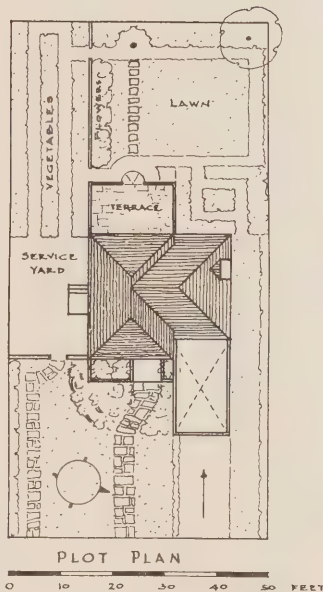 VEGETABLES
FLOWERS
LAWN
TERRACE
SERVICE
YARD
PLOT PLAN
0 10 20 30 40 50 FEET